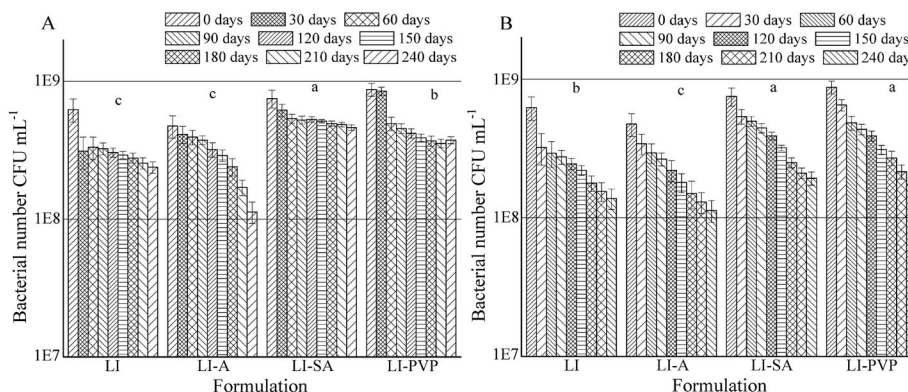 A
0 days 30 days 60 days
90 days 120 days 150 days
180 days 210 days 240 days
Bacterial number CFU mL⁻¹
1E9
1E8
1E7
c c a b
LI LI-A LI-SA LI-PVP
Formulation
B
0 days 30 days 60 days
90 days 120 days 150 days
180 days 210 days 240 days
Bacterial number CFU mL⁻¹
1E9
1E8
1E7
b c a a
LI LI-A LI-SA LI-PVP
Formulation